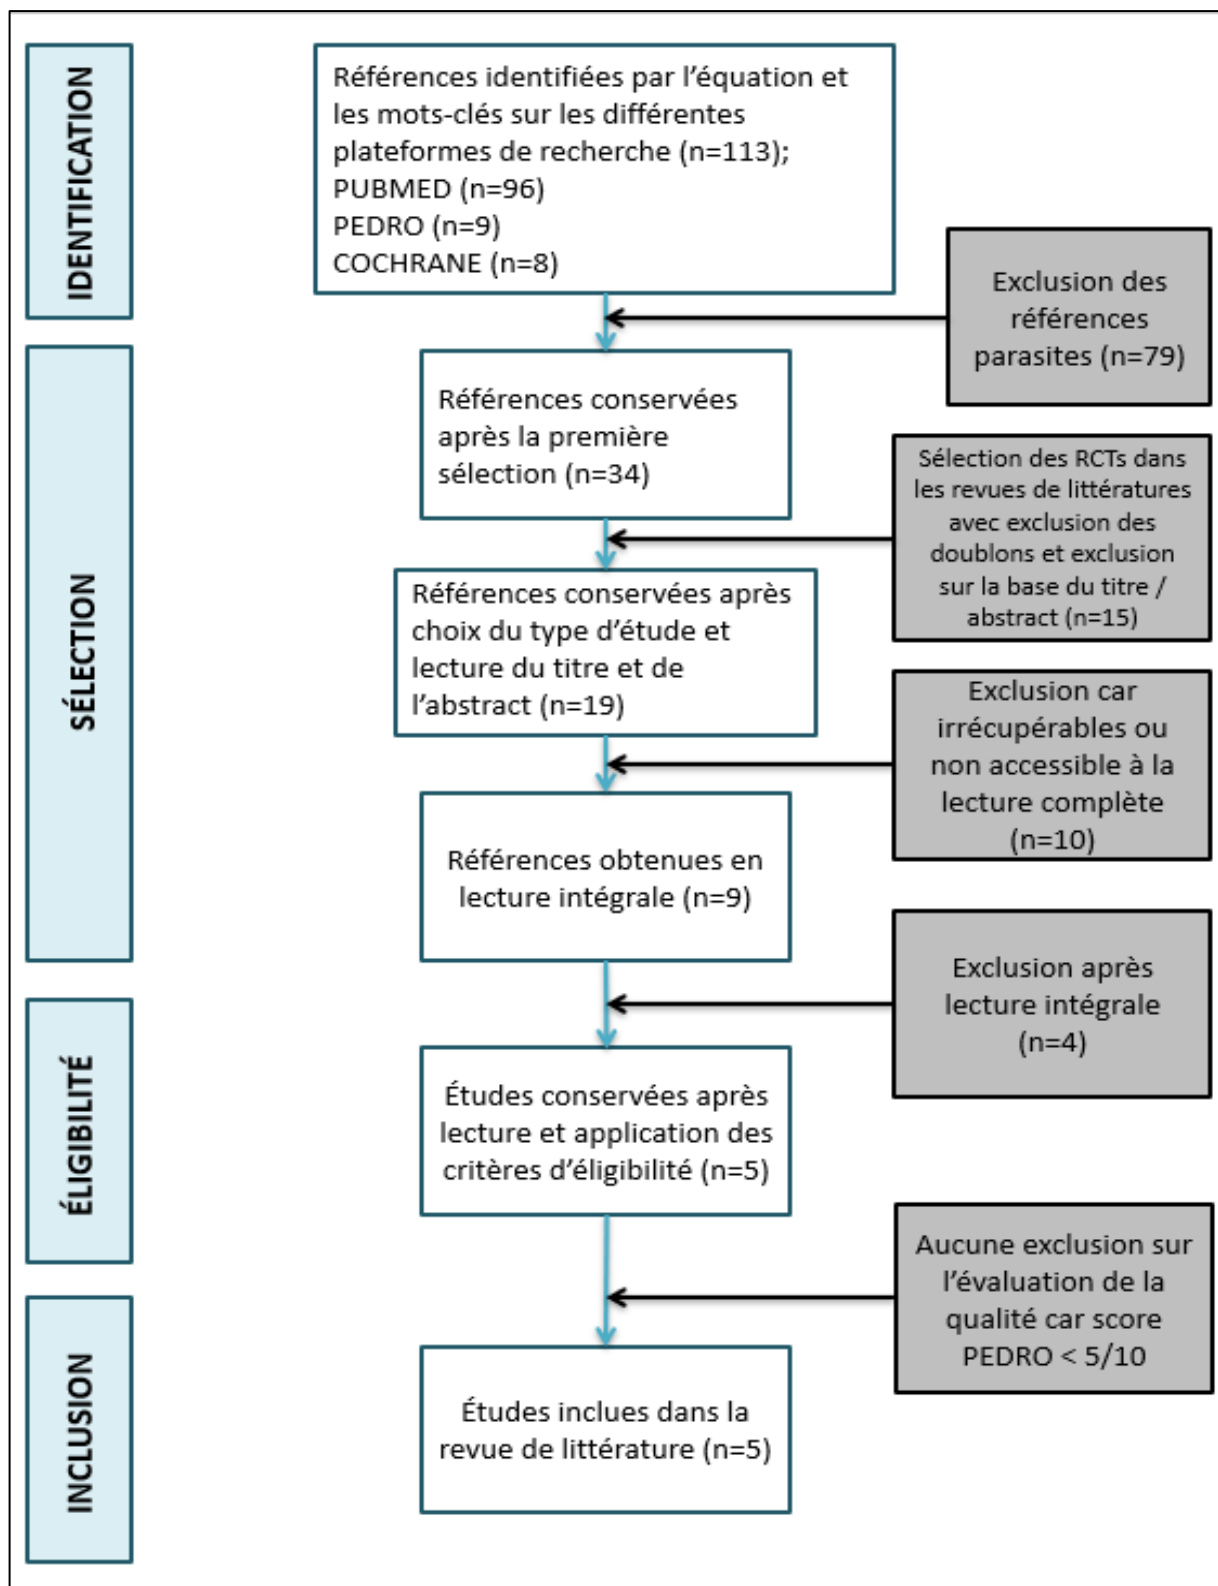 IDENTIFICATION
Références identifiées par l'équation et
les mots-clés sur les différentes
plateformes de recherche (n=113);
PUBMED (n=96)
PEDRO (n=9)
COCHRANE (n=8)
Exclusion des
références
parasites (n=79)
SÉLECTION
Références conservées
après la première
sélection (n=34)
Sélection des RCTs dans
les revues de littératures
avec exclusion des
doublons et exclusion
sur la base du titre /
abstract (n=15)
Références conservées après
choix du type d'étude et
lecture du titre et de
l'abstract (n=19)
Exclusion car
irrécupérables ou
non accessible à la
lecture complète
(n=10)
Références obtenues en
lecture intégrale (n=9)
Exclusion après
lecture intégrale
(n=4)
ÉLIGIBILITÉ
Études conservées après
lecture et application des
critères d'éligibilité (n=5)
Aucune exclusion sur
l'évaluation de la
qualité car score
PEDRO < 5/10
INCLUSION
Études inclues dans la
revue de littérature (n=5)